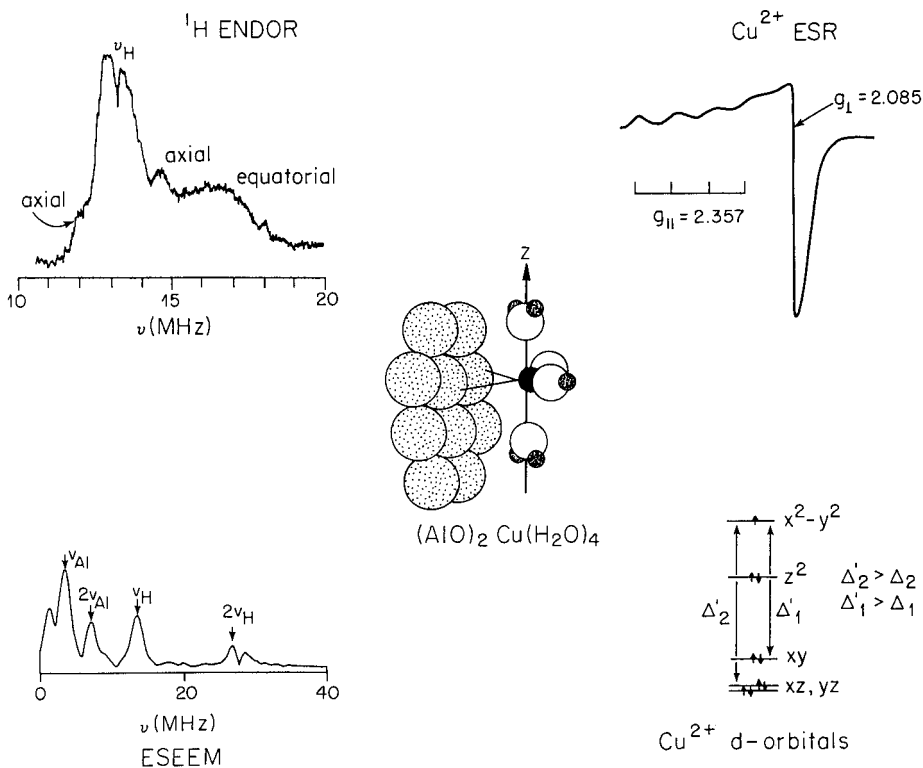 ¹H ENDOR
ν_H
axial
axial
equatorial
10 15 20
ν(MHz)
Cu²⁺ ESR
g⊥ = 2.085
g_II = 2.357
z
(AlO)₂ Cu(H₂O)₄
ν_Al
2ν_Al
ν_H
2ν_H
0 20 40
ν(MHz)
ESEEM
x²-y²
z²
Δ'₂ > Δ₂
Δ'₁ > Δ₁
Δ'₂
Δ'₁
xy
xz, yz
Cu²⁺ d-orbitals